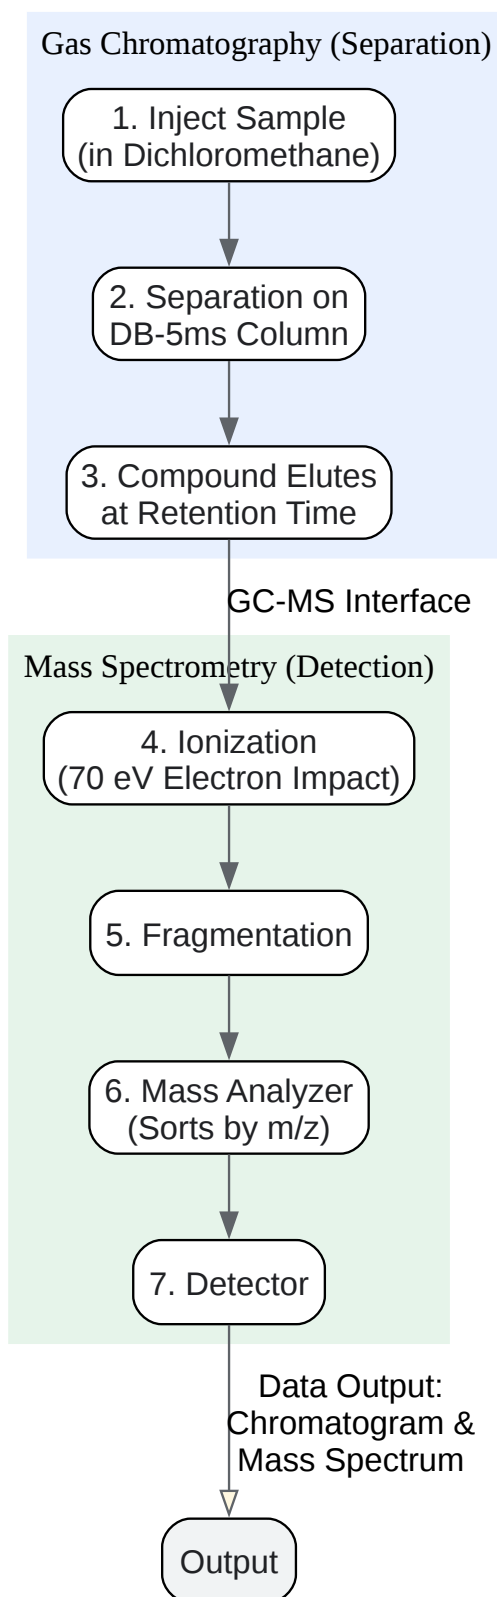 Gas Chromatography (Separation)
1. Inject Sample
(in Dichloromethane)
2. Separation on
DB-5ms Column
3. Compound Elutes
at Retention Time
GC-MS Interface
Mass Spectrometry (Detection)
4. Ionization
(70 eV Electron Impact)
5. Fragmentation
6. Mass Analyzer
(Sorts by m/z)
7. Detector
Data Output:
Chromatogram &
Mass Spectrum
Output